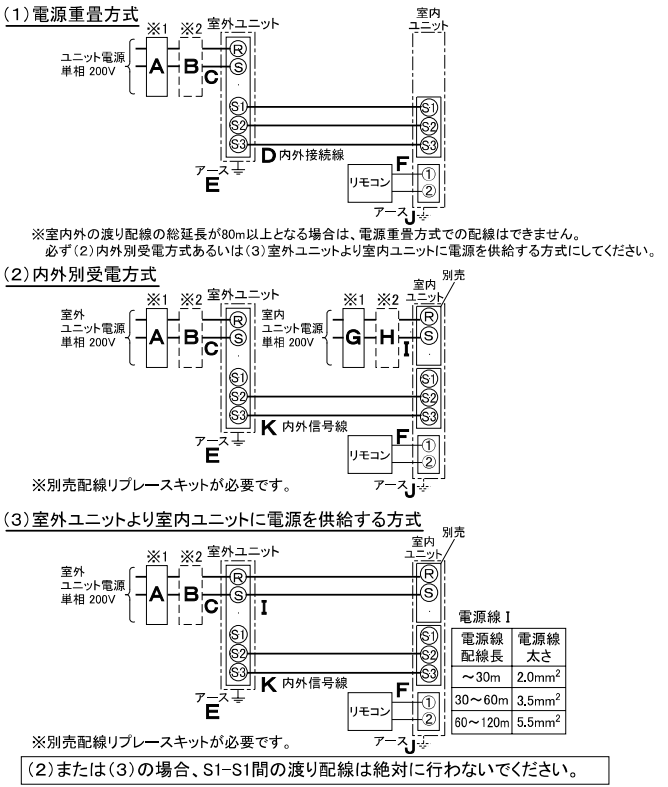 (1)電源重畳方式
※1 ※2 室外ユニット 室内
ユニット
ユニット電源
単相 200V
A B C
R
S
S1 S1
S2 S2
S3 S3
D 内外接続線
アース
E
リモコン F ①
②
アース J
※室内外の渡り配線の総延長が80m以上となる場合は、電源重畳方式での配線はできません。
必ず(2)内外別受電方式あるいは(3)室外ユニットより室内ユニットに電源を供給する方式にしてください。
(2)内外別受電方式
※1 ※2 室外ユニット ※1 ※2 室内
ユニット 別売
室外
ユニット電源
単相 200V
A B C
R
S
室内
ユニット電源
単相 200V
G H I
R
S
S1 S1
S2 S2
S3 S3
K 内外信号線
アース
E
リモコン F ①
②
アース J
※別売配線リプレースキットが必要です。
(3)室外ユニットより室内ユニットに電源を供給する方式
※1 ※2 室外ユニット 室内
ユニット 別売
室外
ユニット電源
単相 200V
A B C
R R
S I S
S1 S1
S2 S2
S3 S3
K 内外信号線
アース
E
リモコン F ①
②
アース J
電源線 I
電源線
配線長
電源線
太さ
～30m 2.0mm²
30～60m 3.5mm²
60～120m 5.5mm²
※別売配線リプレースキットが必要です。
(2)または(3)の場合、S1-S1間の渡り配線は絶対に行わないでください。